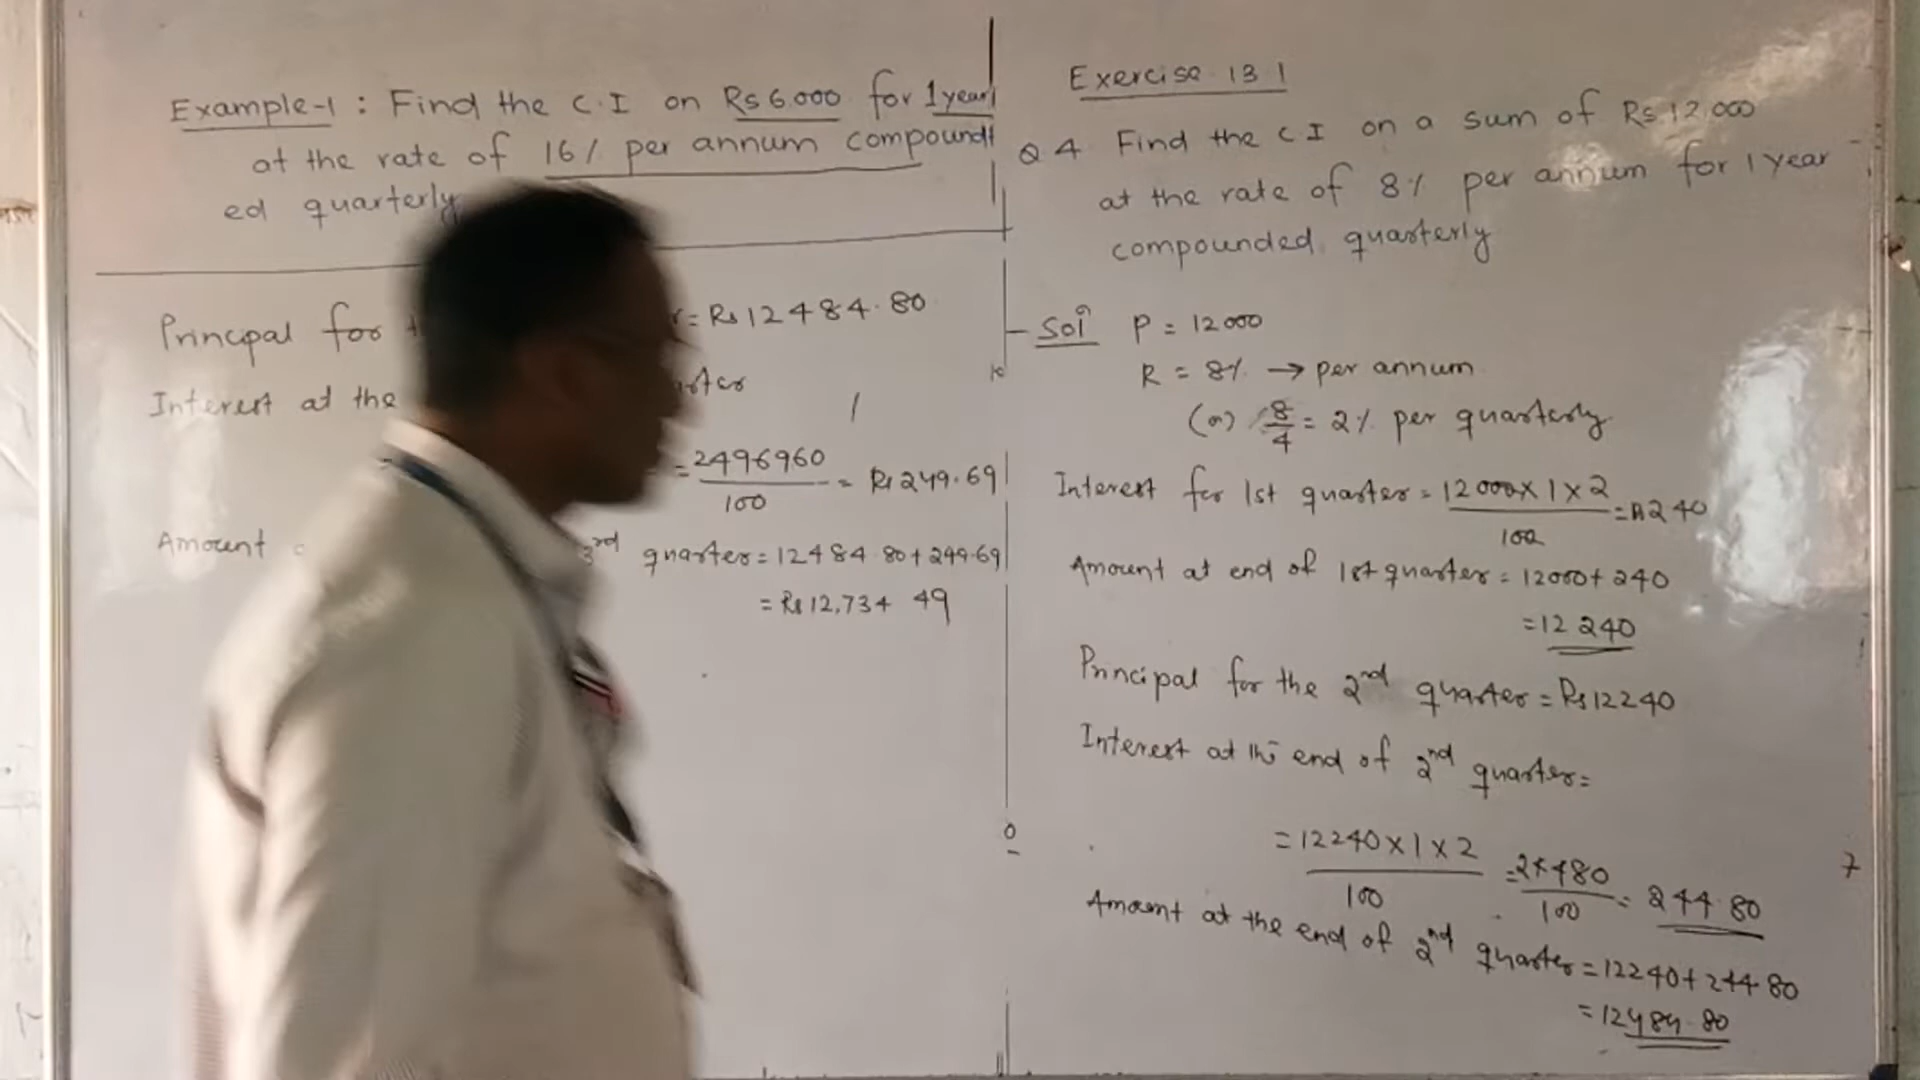 Example-1 : Find the C.I on Rs 6000 for 1 year
at the rate of 16% per annum compound
ed quarterly
Principal for = Rs 12484.80
Interest at the
= 2496960/100 = Rs 249.69
Amount 3rd quarter = 12484.80 + 249.69
= Rs 12,734 49
Exercise 13.1
Q 4 Find the C I on a sum of Rs 12000
at the rate of 8% per annum for 1 year
compounded quarterly
Sol P = 12000
R = 8% → per annum
(or) 8/4 = 2% per quarterly
Interest for 1st quarter = 12000 x 1 x 2/100 = Rs 240
Amount at end of 1st quarter = 12000 + 240
= 12240
Principal for the 2nd quarter = Rs 12240
Interest at the end of 2nd quarter =
= 12240 x 1 x 2/100 = 24480/100 = 244.80
Amount at the end of 2nd quarter = 12240 + 244.80
= 12484.80